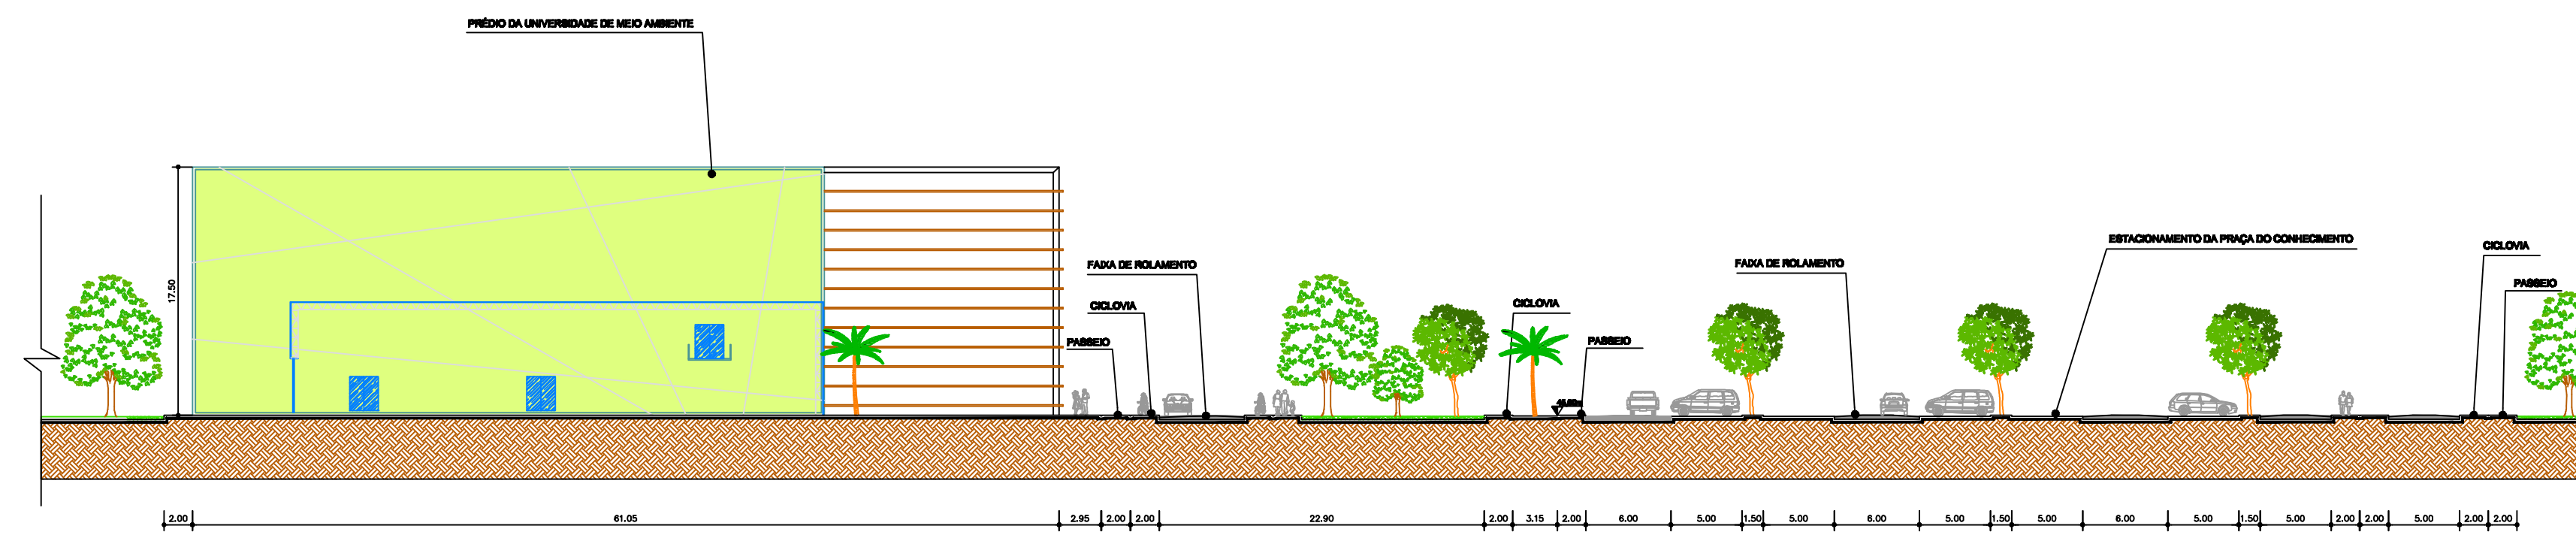 PRÉDIO DA UNIVERSIDADE DE MEIO AMBIENTE
17.50
FAIXA DE ROLAMENTO
CICLOVIA
PASSEIO
CICLOVIA
PASSEIO
FAIXA DE ROLAMENTO
ESTACIONAMENTO DA PRAÇA DO CONHECIMENTO
CICLOVIA
PASSEIO
2.00 61.05 2.95 2.00 2.00 22.90 2.00 3.15 2.00 6.00 5.00 1.50 5.00 6.00 5.00 1.50 5.00 6.00 5.00 1.50 5.00 2.00 2.00 5.00 2.00 2.00